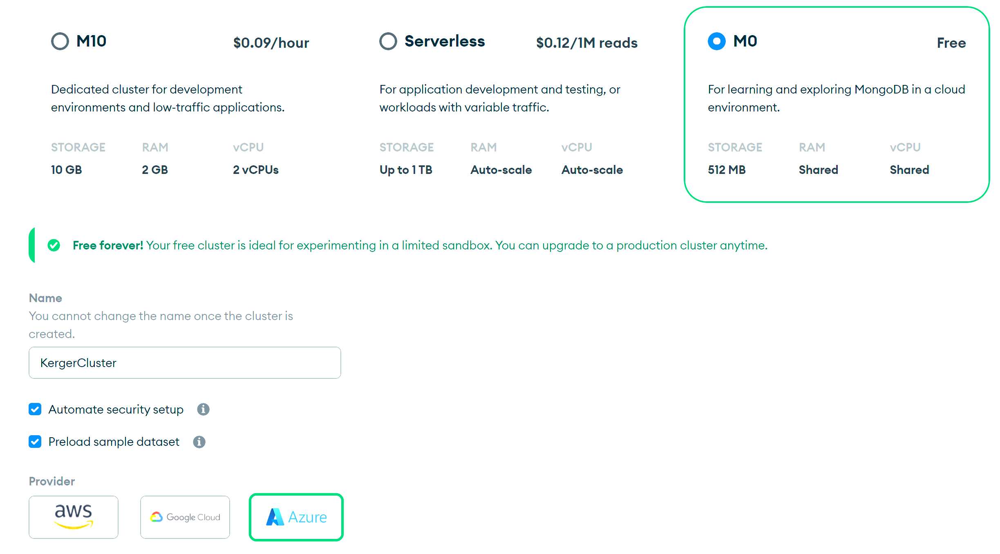 M10 $0.09/hour
Dedicated cluster for development
environments and low-traffic applications.
STORAGE RAM vCPU
10 GB 2 GB 2 vCPUs
Serverless $0.12/1M reads
For application development and testing, or
workloads with variable traffic.
STORAGE RAM vCPU
Up to 1 TB Auto-scale Auto-scale
M0 Free
For learning and exploring MongoDB in a cloud
environment.
STORAGE RAM vCPU
512 MB Shared Shared
Free forever! Your free cluster is ideal for experimenting in a limited sandbox. You can upgrade to a production cluster anytime.
Name
You cannot change the name once the cluster is
created.
KergerCluster
Automate security setup
Preload sample dataset
Provider
aws Google Cloud Azure